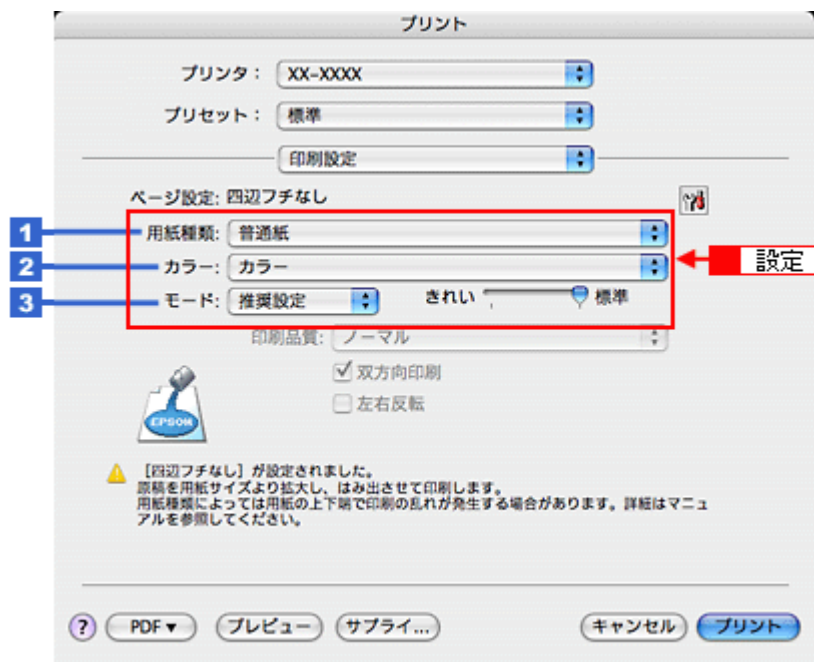 プリント
プリンタ： XX-XXXX
プリセット： 標準
印刷設定
ページ設定: 四辺フチなし
1 用紙種類: 普通紙
設定
2 カラー: カラー
3 モード: 推奨設定 きれい 標準
印刷品質: ノーマル
双方向印刷
左右反転
EPSON
［四辺フチなし］が設定されました。
原稿を用紙サイズより拡大し、はみ出させて印刷します。
用紙種類によっては用紙の上下端で印刷の乱れが発生する場合があります。詳細はマニュ
アルを参照してください。
? PDF▼ プレビュー サプライ... キャンセル プリント